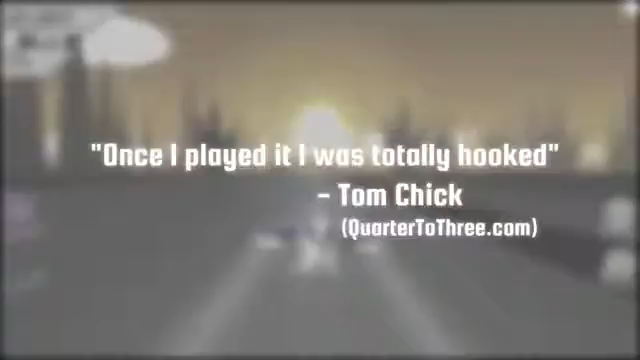 "Once I played it I was totally hooked"
- Tom Chick
(QuarterToThree.com)